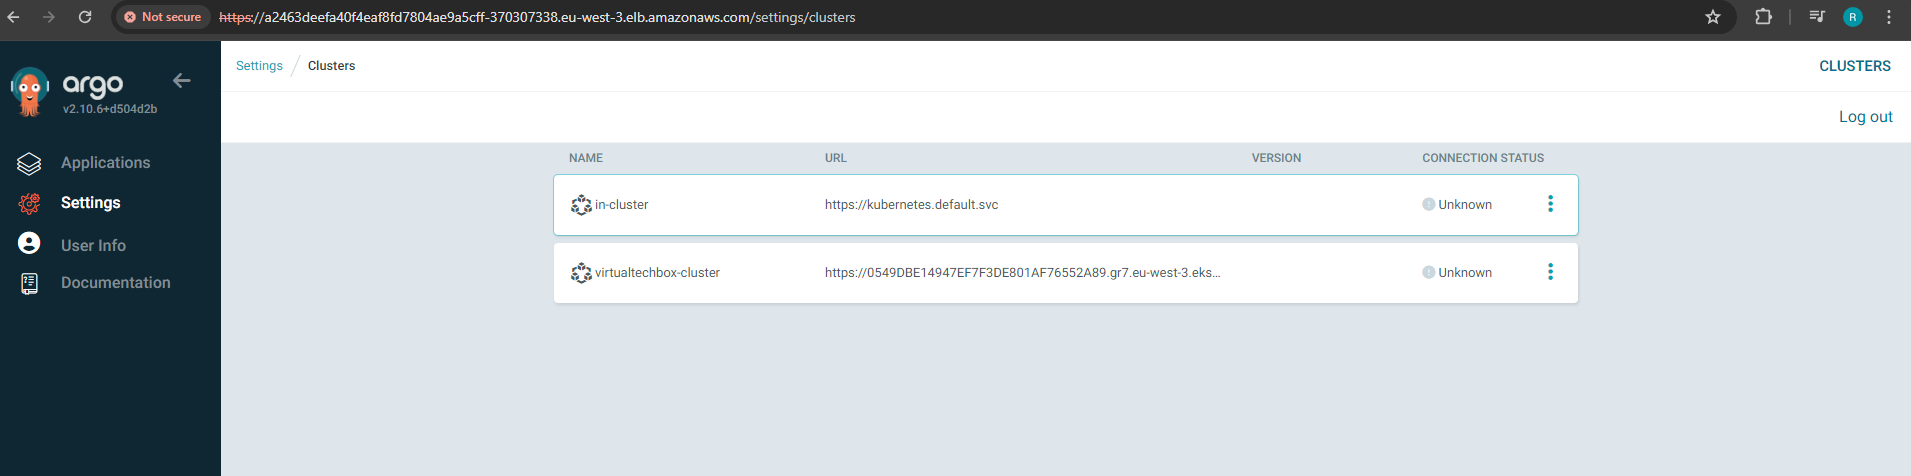 Not secure https://a2463deefa40f4eaf8fd7804ae9a5cff-370307338.eu-west-3.elb.amazonaws.com/settings/clusters R
argo
v2.10.6+d504d2b
Applications
Settings
User Info
Documentation
Settings / Clusters CLUSTERS
Log out
NAME URL VERSION CONNECTION STATUS
in-cluster https://kubernetes.default.svc Unknown
virtualtechbox-cluster https://0549DBE14947EF7F3DE801AF76552A89.gr7.eu-west-3.eks... Unknown